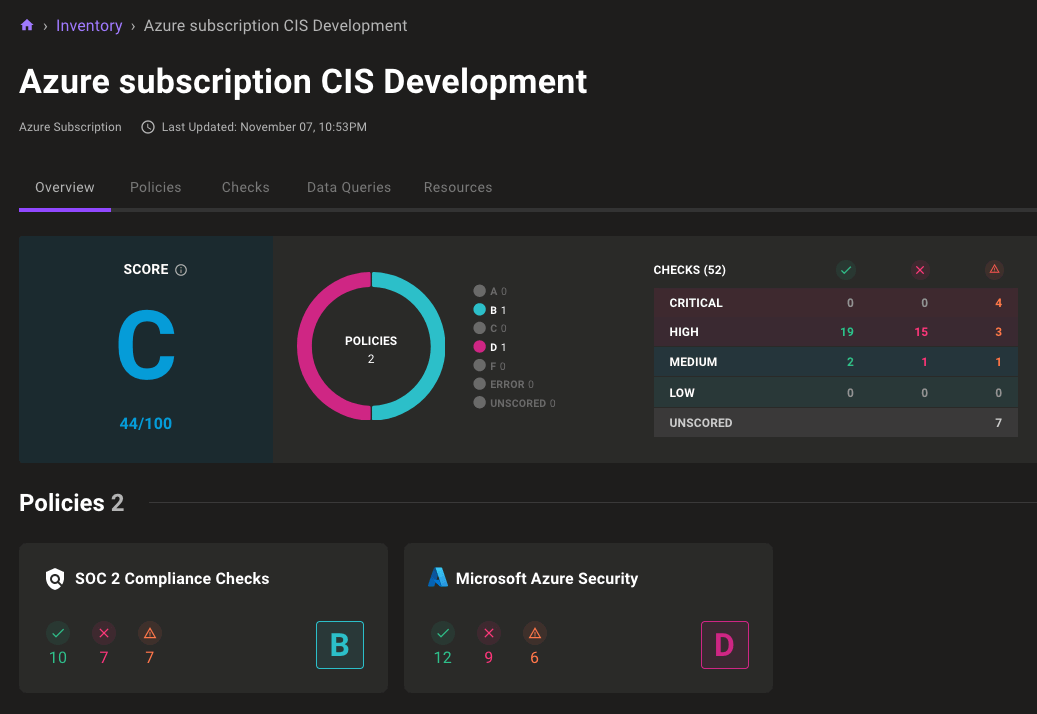 › Inventory › Azure subscription CIS Development
Azure subscription CIS Development
Azure Subscription Last Updated: November 07, 10:53PM
Overview Policies Checks Data Queries Resources
SCORE
C
44/100
POLICIES
2
A 0
B 1
C 0
D 1
F 0
ERROR 0
UNSCORED 0
CHECKS (52)
CRITICAL 0 0 4
HIGH 19 15 3
MEDIUM 2 1 1
LOW 0 0 0
UNSCORED 7
Policies 2
SOC 2 Compliance Checks
10 7 7
B
Microsoft Azure Security
12 9 6
D